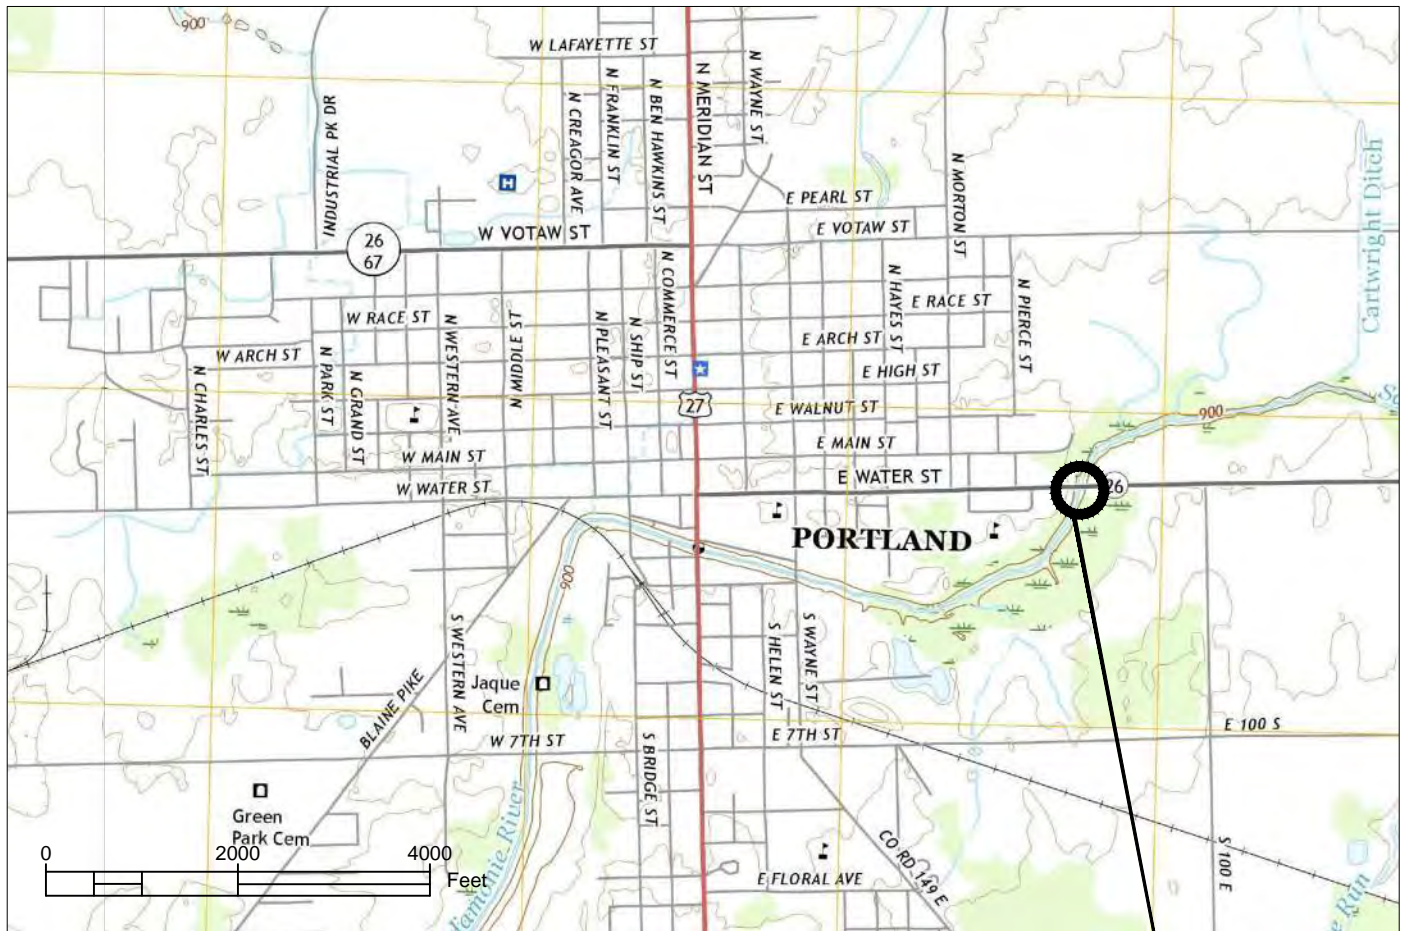 900
W LAFAYETTE ST
N WAYNE ST
N MERIDIAN ST
N FRANKLIN ST
N BEN HAWKINS ST
N CREAGOR AVE
INDUSTRIAL PK DR
Cartwright Ditch
N MORTON ST
H
E PEARL ST
E VOTAW ST
W VOTAW ST
26
67
N COMMERCE ST
N HAYES ST
N PIERCE ST
E RACE ST
W RACE ST
N WESTERN AVE
N MIDDLE ST
N PLEASANT ST
N SHIP ST
E ARCH ST
W ARCH ST
N PARK ST
N GRAND ST
N CHARLES ST
E HIGH ST
27
E WALNUT ST
900
E MAIN ST
W MAIN ST
E WATER ST
W WATER ST
26
PORTLAND
900
S WESTERN AVE
S HELEN ST
S WAYNE ST
Jaque
Cem
BLAINE PIKE
W 7TH ST
E 7TH ST
E 100 S
S BRIDGE ST
Green
Park Cem
CO RD 149 E
S 100 E
E FLORAL AVE
0
2000
4000
Feet
River
Run